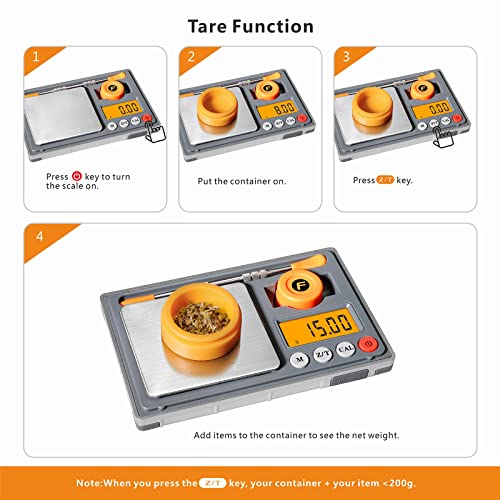 Tare Function
1
2
3
0.00
8.00
0.00
Press key to turn
the scale on.
Put the container on.
Press Z/T key.
4
F
15.00
g
M Z/T CAL
Add items to the container to see the net weight.
Note:When you press the Z/T key, your container + your item <200g.